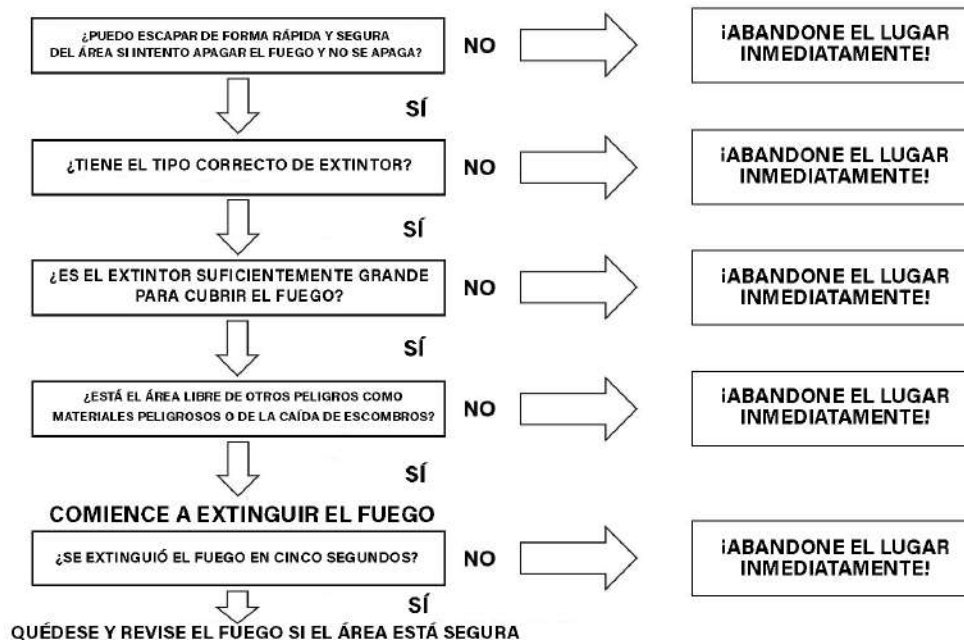 ¿PUEDO ESCAPAR DE FORMA RÁPIDA Y SEGURA
DEL ÁREA SI INTENTO APAGAR EL FUEGO Y NO SE APAGA?
NO
¡ABANDONE EL LUGAR
INMEDIATAMENTE!
SÍ
¿TIENE EL TIPO CORRECTO DE EXTINTOR?
NO
¡ABANDONE EL LUGAR
INMEDIATAMENTE!
SÍ
¿ES EL EXTINTOR SUFICIENTEMENTE GRANDE
PARA CUBRIR EL FUEGO?
NO
¡ABANDONE EL LUGAR
INMEDIATAMENTE!
SÍ
¿ESTÁ EL ÁREA LIBRE DE OTROS PELIGROS COMO
MATERIALES PELIGROSOS O DE LA CAÍDA DE ESCOMBROS?
NO
¡ABANDONE EL LUGAR
INMEDIATAMENTE!
SÍ
COMIENCE A EXTINGUIR EL FUEGO
¿SE EXTINGUIÓ EL FUEGO EN CINCO SEGUNDOS?
NO
¡ABANDONE EL LUGAR
INMEDIATAMENTE!
SÍ
QUÉDESE Y REVISE EL FUEGO SI EL ÁREA ESTÁ SEGURA